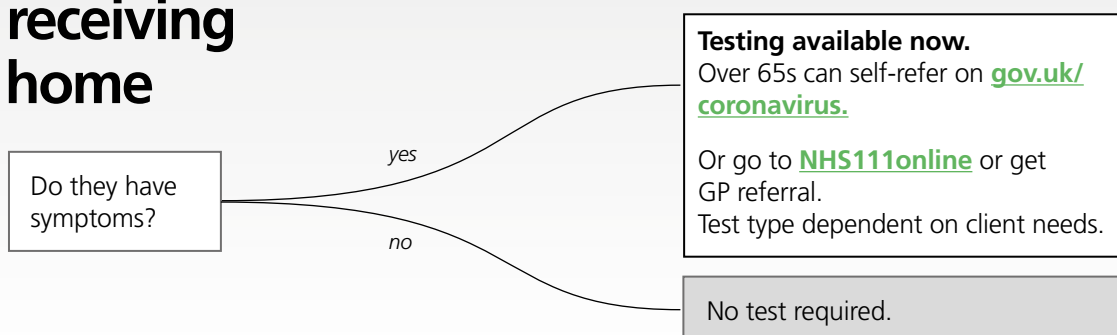 receiving
home
Do they have
symptoms?
yes
no
Testing available now.
Over 65s can self-refer on gov.uk/
coronavirus.
Or go to NHS111online or get
GP referral.
Test type dependent on client needs.
No test required.